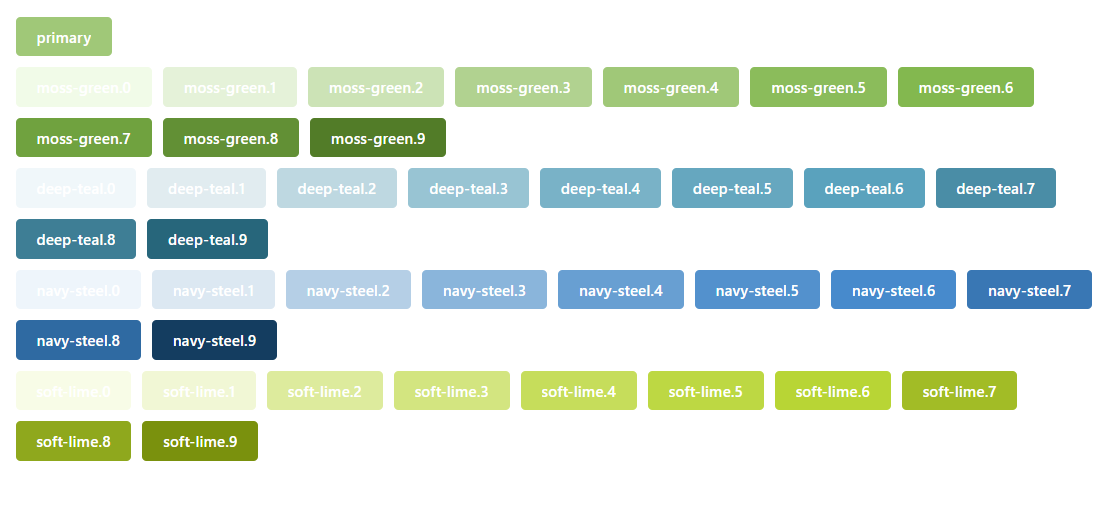 primary
moss-green.0 moss-green.1 moss-green.2 moss-green.3 moss-green.4 moss-green.5 moss-green.6
moss-green.7 moss-green.8 moss-green.9
deep-teal.0 deep-teal.1 deep-teal.2 deep-teal.3 deep-teal.4 deep-teal.5 deep-teal.6 deep-teal.7
deep-teal.8 deep-teal.9
navy-steel.0 navy-steel.1 navy-steel.2 navy-steel.3 navy-steel.4 navy-steel.5 navy-steel.6 navy-steel.7
navy-steel.8 navy-steel.9
soft-lime.0 soft-lime.1 soft-lime.2 soft-lime.3 soft-lime.4 soft-lime.5 soft-lime.6 soft-lime.7
soft-lime.8 soft-lime.9